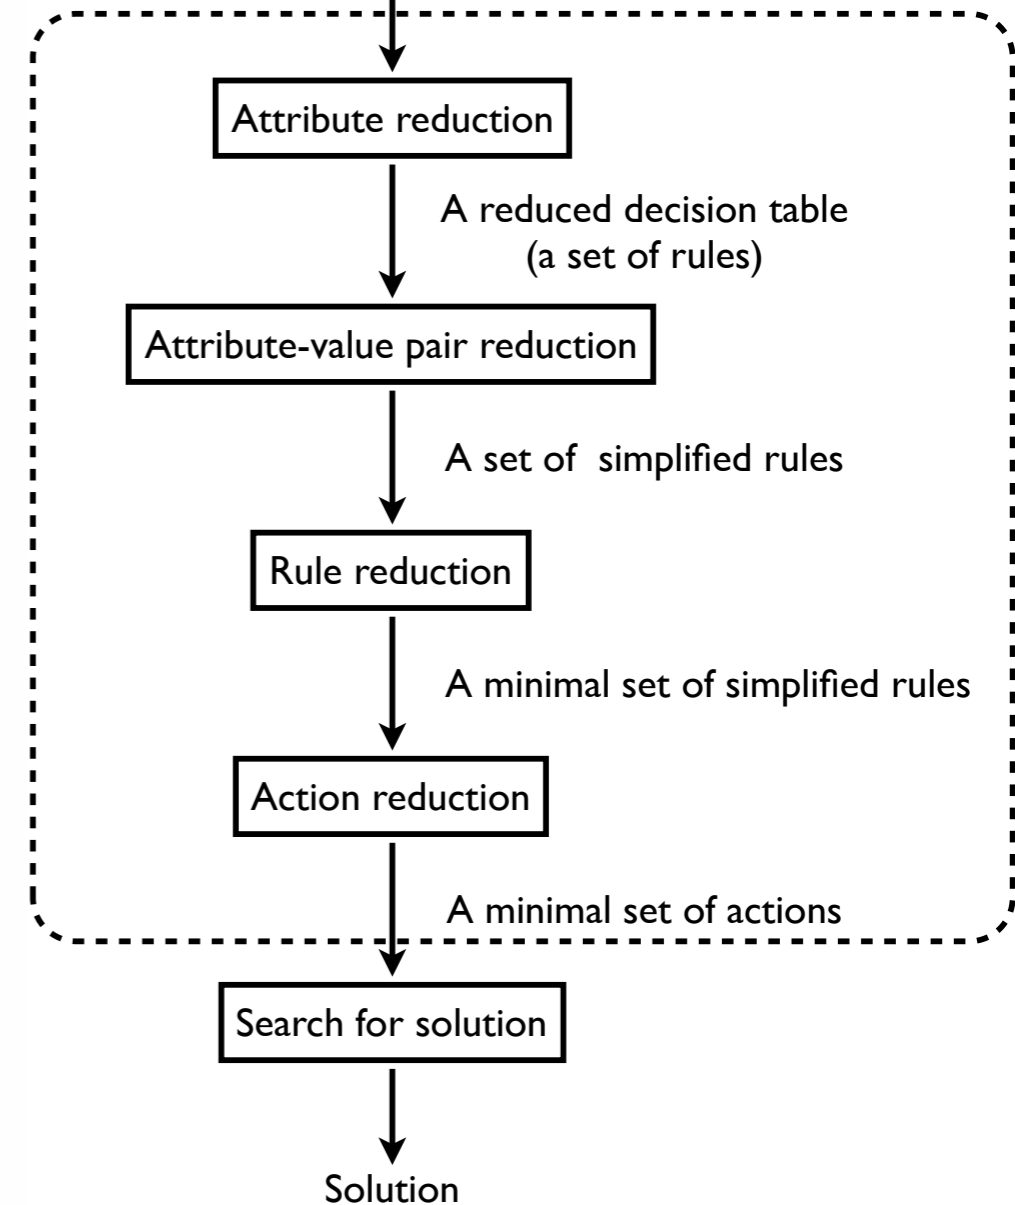 Attribute reduction
A reduced decision table
(a set of rules)
Attribute-value pair reduction
A set of simplified rules
Rule reduction
A minimal set of simplified rules
Action reduction
A minimal set of actions
Search for solution
Solution